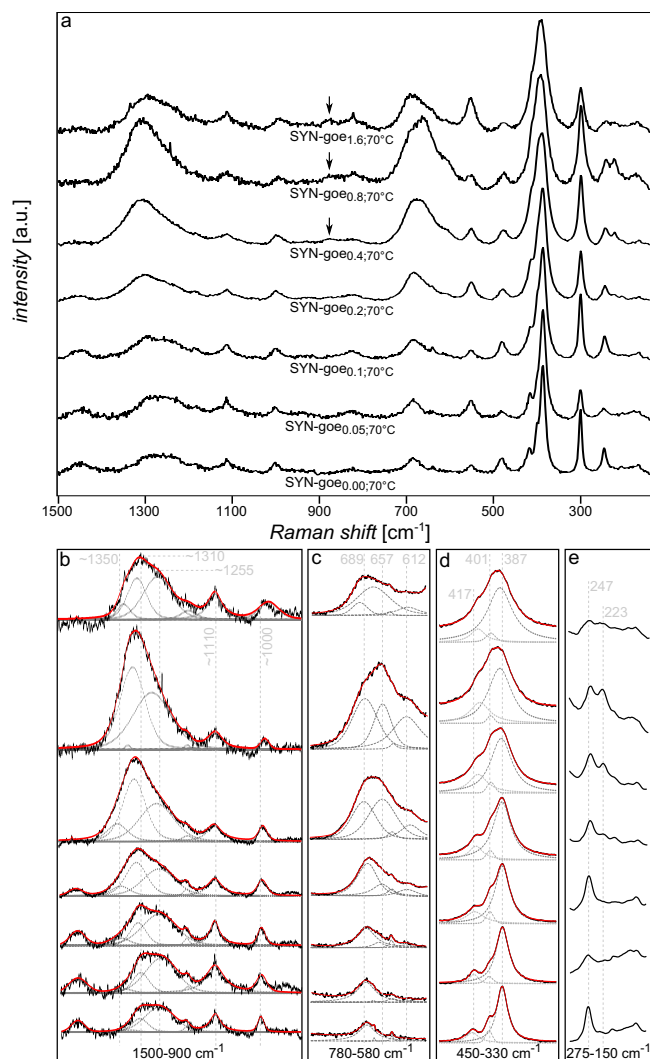 a
intensity [a.u.]
SYN-goe1.6;70°C
SYN-goe0.8;70°C
SYN-goe0.4;70°C
SYN-goe0.2;70°C
SYN-goe0.1;70°C
SYN-goe0.05;70°C
SYN-goe0.00;70°C
1500 1300 1100 900 700 500 300
Raman shift [cm-1]
b
~1350
~1310
~1255
~1110
~1000
1500-900 cm-1
c
689 657 612
780-580 cm-1
d
401 387
417
450-330 cm-1
e
247
223
275-150 cm-1